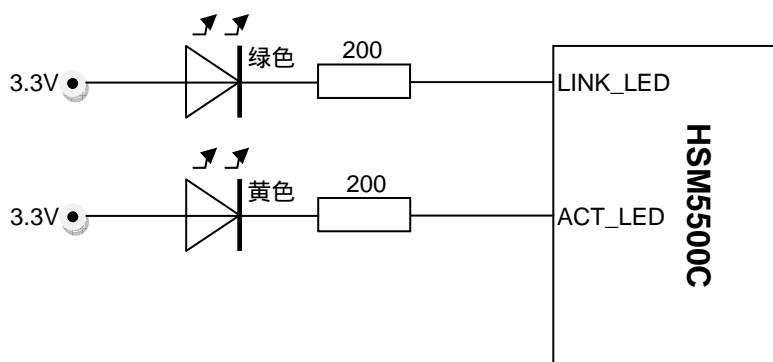 绿色
200
3.3V
LINK_LED
HSM5500C
黄色
200
3.3V
ACT_LED